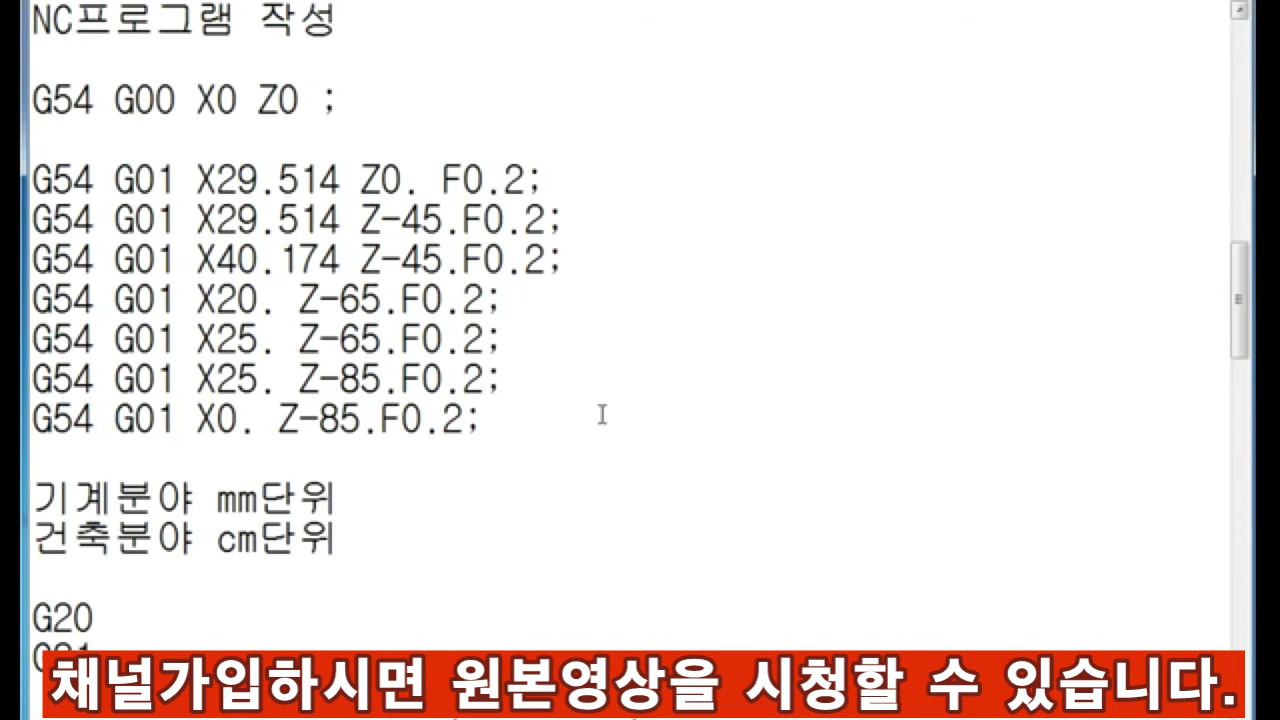 NC프로그램 작성
G54 G00 X0 Z0 ;
G54 G01 X29.514 Z0. F0.2;
G54 G01 X29.514 Z-45.F0.2;
G54 G01 X40.174 Z-45.F0.2;
G54 G01 X20. Z-65.F0.2;
G54 G01 X25. Z-65.F0.2;
G54 G01 X25. Z-85.F0.2;
G54 G01 X0. Z-85.F0.2;
기계분야 mm단위
건축분야 cm단위
G20
채널가입하시면 원본영상을 시청할 수 있습니다.